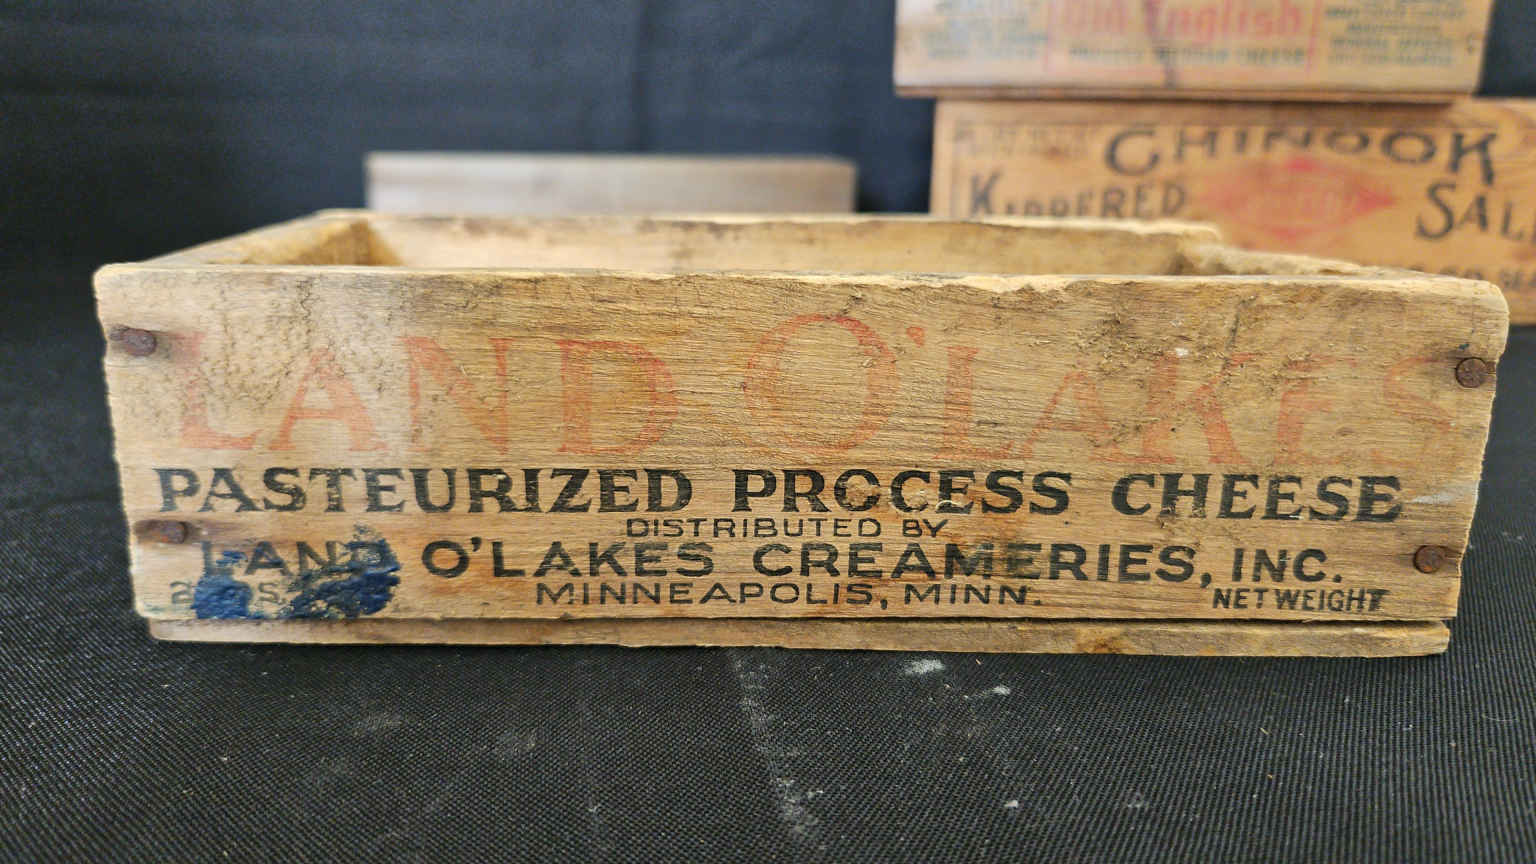 Old English
CHINOOK
KIPPERED
LAND O'LAKES
PASTEURIZED PROCESS CHEESE
DISTRIBUTED BY
LAND O'LAKES CREAMERIES, INC.
MINNEAPOLIS, MINN.
NET WEIGHT